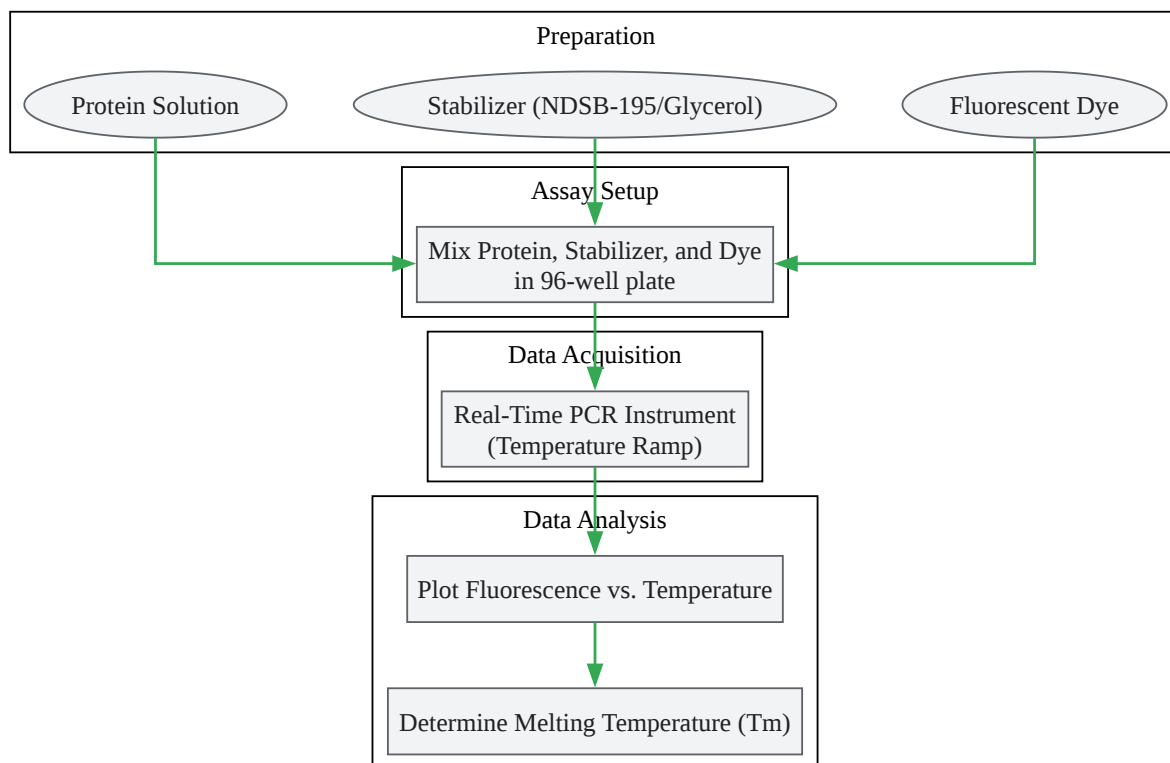 Preparation
Protein Solution
Stabilizer (NDSB-195/Glycerol)
Fluorescent Dye
Assay Setup
Mix Protein, Stabilizer, and Dye
in 96-well plate
Data Acquisition
Real-Time PCR Instrument
(Temperature Ramp)
Data Analysis
Plot Fluorescence vs. Temperature
Determine Melting Temperature (Tm)